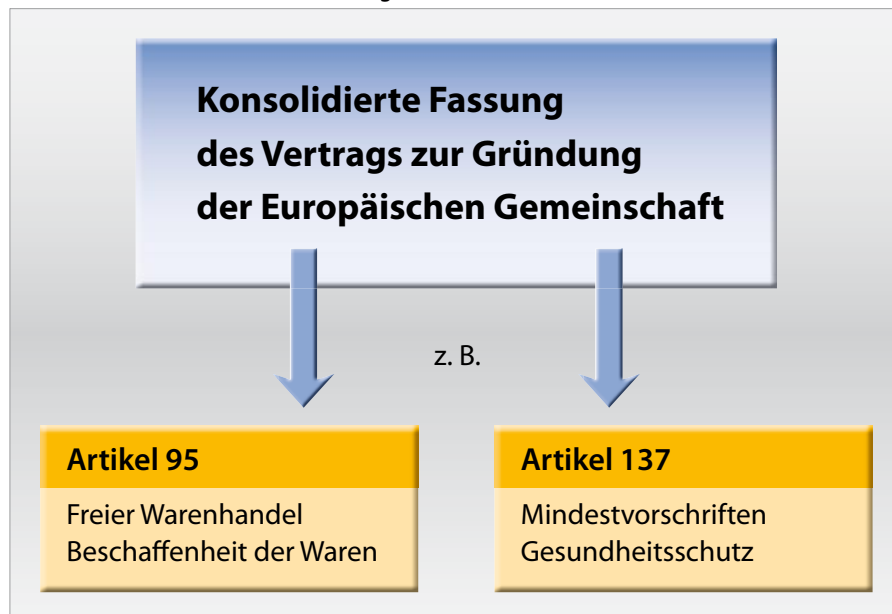 Konsolidierte Fassung
des Vertrags zur Gründung
der Europäischen Gemeinschaft
z. B.
Artikel 95
Freier Warenhandel
Beschaffenheit der Waren
Artikel 137
Mindestvorschriften
Gesundheitsschutz